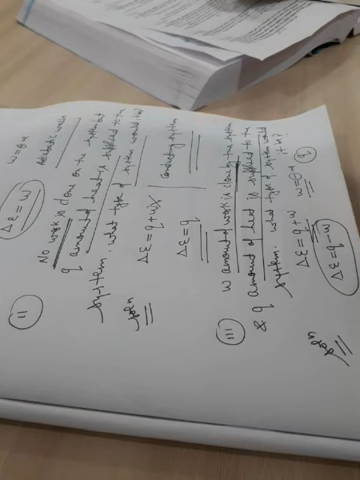 w = 
Adiabatic work
ΔE = W
(ii)
No work is done on the system but
q amount of heat is supplied to the
system. what type of system would it be?
ΔE = q + w
ΔE = q
(iii)
w amount of work is done by the system
& q amount of heat is supplied to the
system. what type of system would
it be?
ΔE = q + w
ΔE = q - w